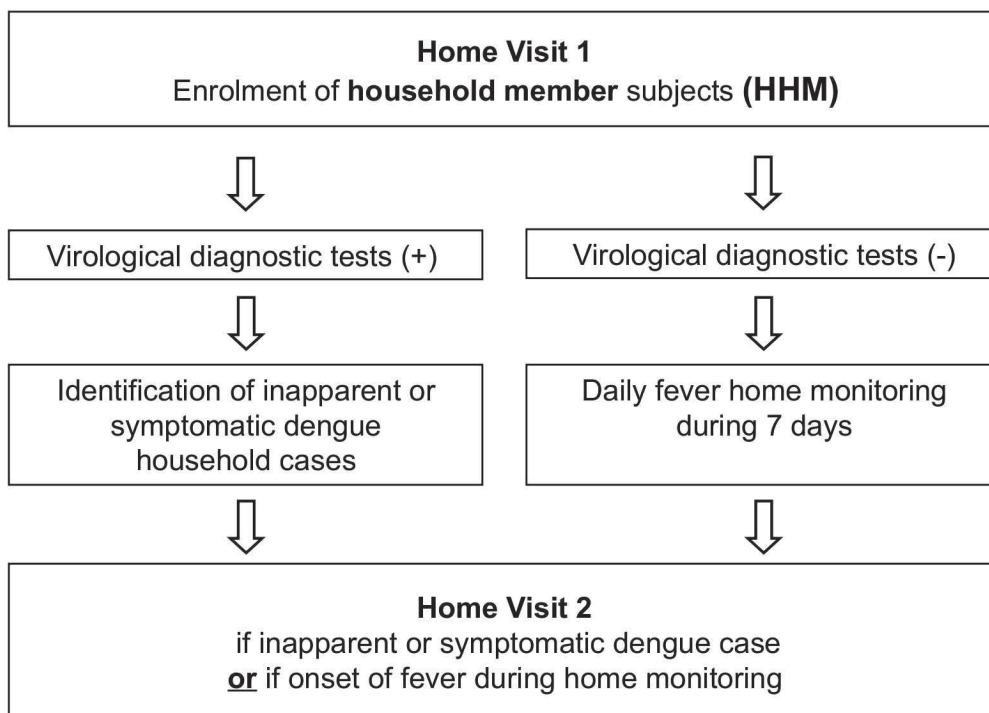 Home Visit 1
Enrolment of household member subjects (HHM)
Virological diagnostic tests (+)
Virological diagnostic tests (-)
Identification of inapparent or
symptomatic dengue
household cases
Daily fever home monitoring
during 7 days
Home Visit 2
if inapparent or symptomatic dengue case
or if onset of fever during home monitoring